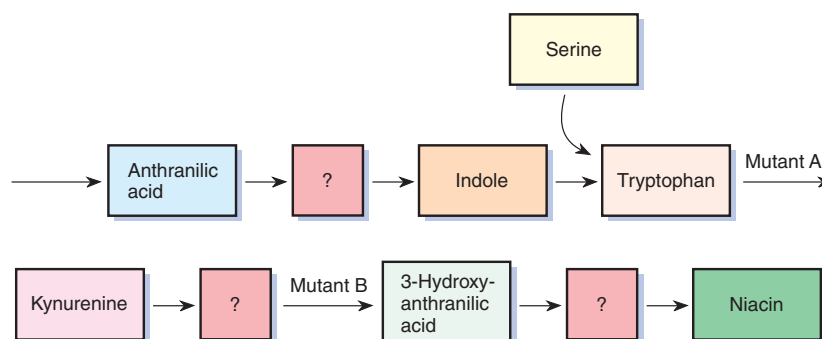 Serine
Anthranilic
acid
?
Indole
Tryptophan
Mutant A
Kynurenine
?
Mutant B
3-Hydroxy-
anthranilic
acid
?
Niacin